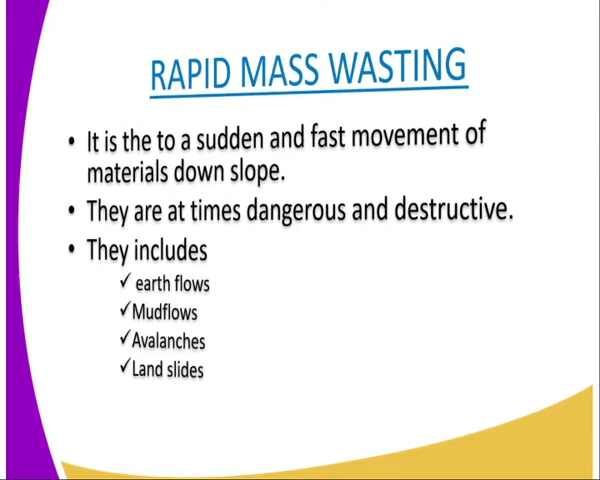 RAPID MASS WASTING
• It is the to a sudden and fast movement of
materials down slope.
• They are at times dangerous and destructive.
• They includes
✓ earth flows
✓Mudflows
✓Avalanches
✓Land slides